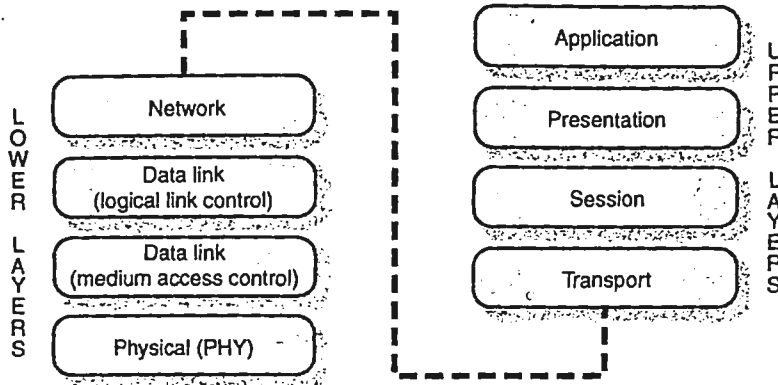 LOWER LAYERS
Network
Data link
(logical link control)
Data link
(medium access control)
Physical (PHY)
Application
Presentation
Session
Transport
UPPER LAYERS